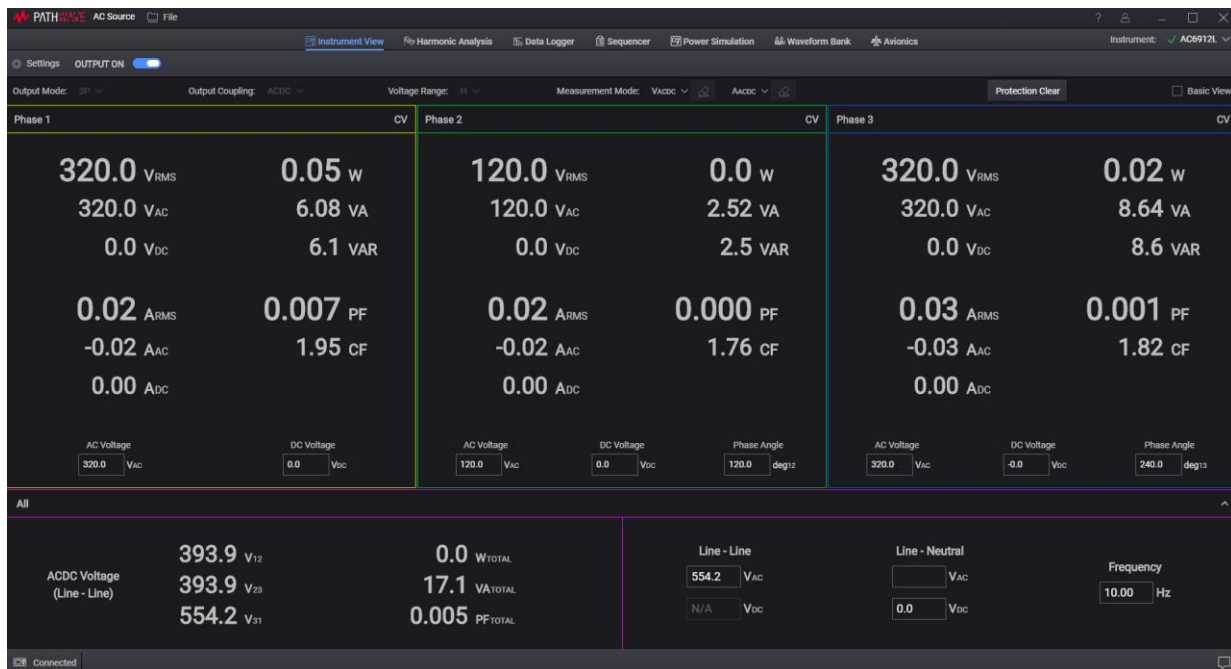 PATHWAVE AC Source File ?
Instrument View Harmonic Analysis Data Logger Sequencer Power Simulation Waveform Bank Avionics Instrument: AC6912L
Settings OUTPUT ON
Output Mode: 3P Output Coupling: ACDC Voltage Range: H Measurement Mode: VACDC AACDC Protection Clear Basic View
Phase 1 CV Phase 2 CV Phase 3 CV
320.0 VRMS 0.05 W 120.0 VRMS 0.0 W 320.0 VRMS 0.02 W
320.0 VAC 6.08 VA 120.0 VAC 2.52 VA 320.0 VAC 8.64 VA
0.0 VDC 6.1 VAR 0.0 VDC 2.5 VAR 0.0 VDC 8.6 VAR
0.02 ARMS 0.007 PF 0.02 ARMS 0.000 PF 0.03 ARMS 0.001 PF
-0.02 AAC 1.95 CF -0.02 AAC 1.76 CF -0.03 AAC 1.82 CF
0.00 ADC 0.00 ADC 0.00 ADC
AC Voltage DC Voltage AC Voltage DC Voltage Phase Angle AC Voltage DC Voltage Phase Angle
320.0 VAC 0.0 VDC 120.0 VAC 0.0 VDC 120.0 deg12 320.0 VAC -0.0 VDC 240.0 deg13
All
ACDC Voltage
(Line - Line)
393.9 V12 0.0 WTOTAL
393.9 V23 17.1 VATOTAL
554.2 V31 0.005 PFTOTAL
Line - Line Line - Neutral Frequency
554.2 VAC VAC 10.00 Hz
N/A VDC 0.0 VDC
Connected